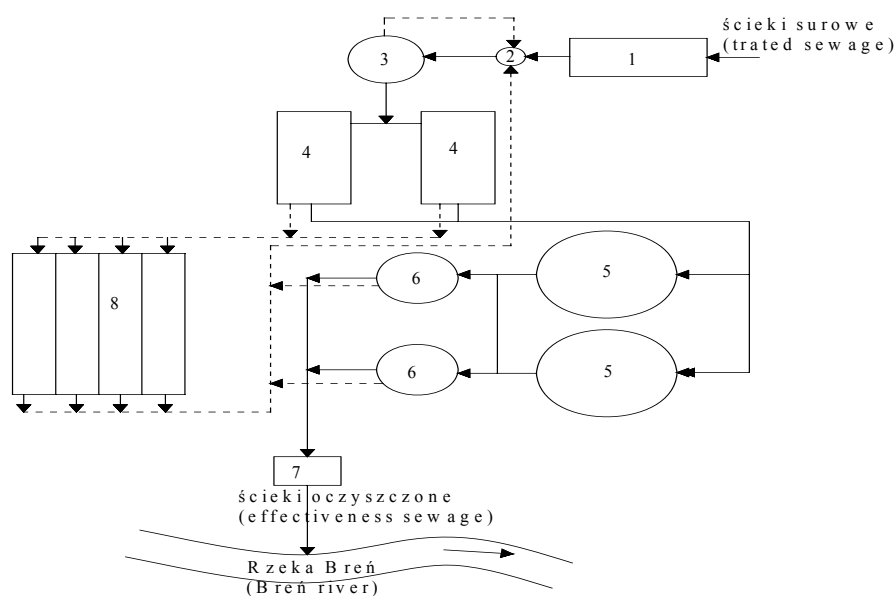 ścieki surowe
(trated sewage)
3
2
1
4
4
5
6
8
6
5
7
ścieki oczyszczone
(effectiveness sewage)
Rzeka Breń
(Breń river)